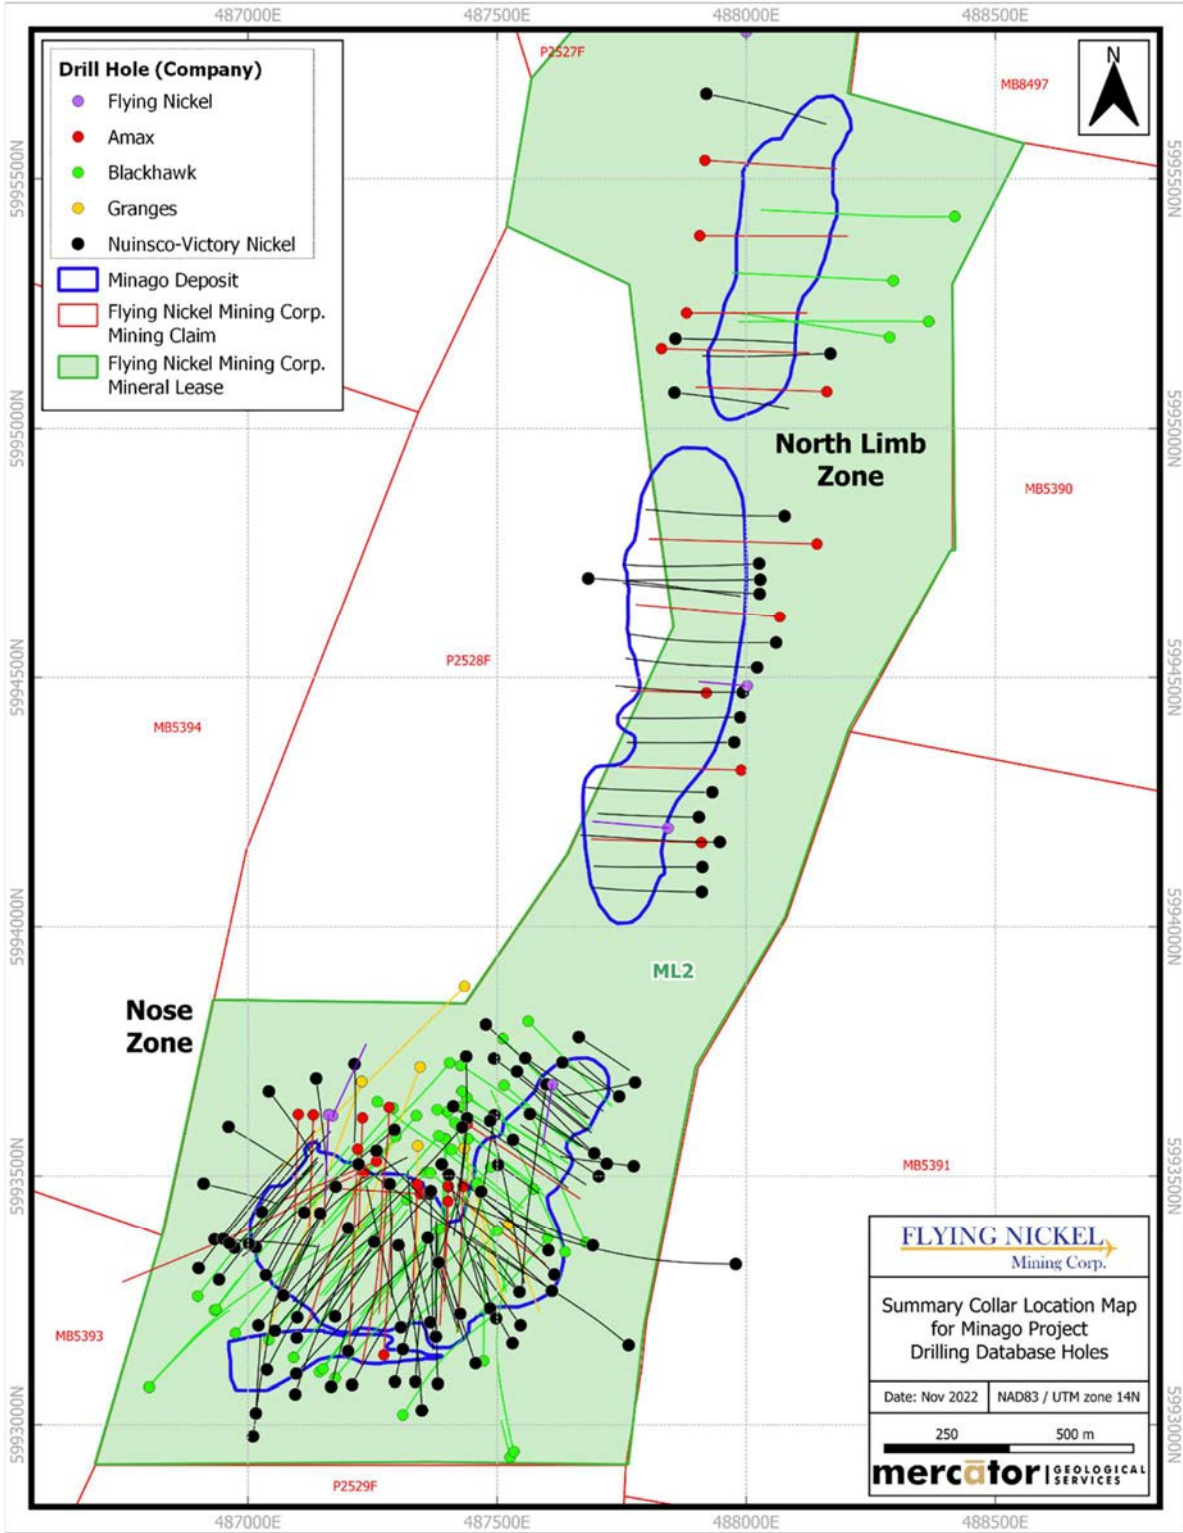 487000E
487500E
488000E
488500E
Drill Hole (Company)
Flying Nickel
Amax
Blackhawk
Granges
Nuinsco-Victory Nickel
Minago Deposit
Flying Nickel Mining Corp.
Mining Claim
Flying Nickel Mining Corp.
Mineral Lease
P2527F
N
MB8497
5995500N
5995500N
5995000N
5995000N
North Limb
Zone
MB5390
P2528F
5994500N
5994500N
MB5394
5994000N
5994000N
ML2
Nose
Zone
5993500N
5993500N
MB5391
MB5393
FLYING NICKEL
Mining Corp.
Summary Collar Location Map
for Minago Project
Drilling Database Holes
Date: Nov 2022
NAD83 / UTM zone 14N
250
500 m
mercātor GEOLOGICAL
SERVICES
5993000N
5993000N
P2529F
487000E
487500E
488000E
488500E